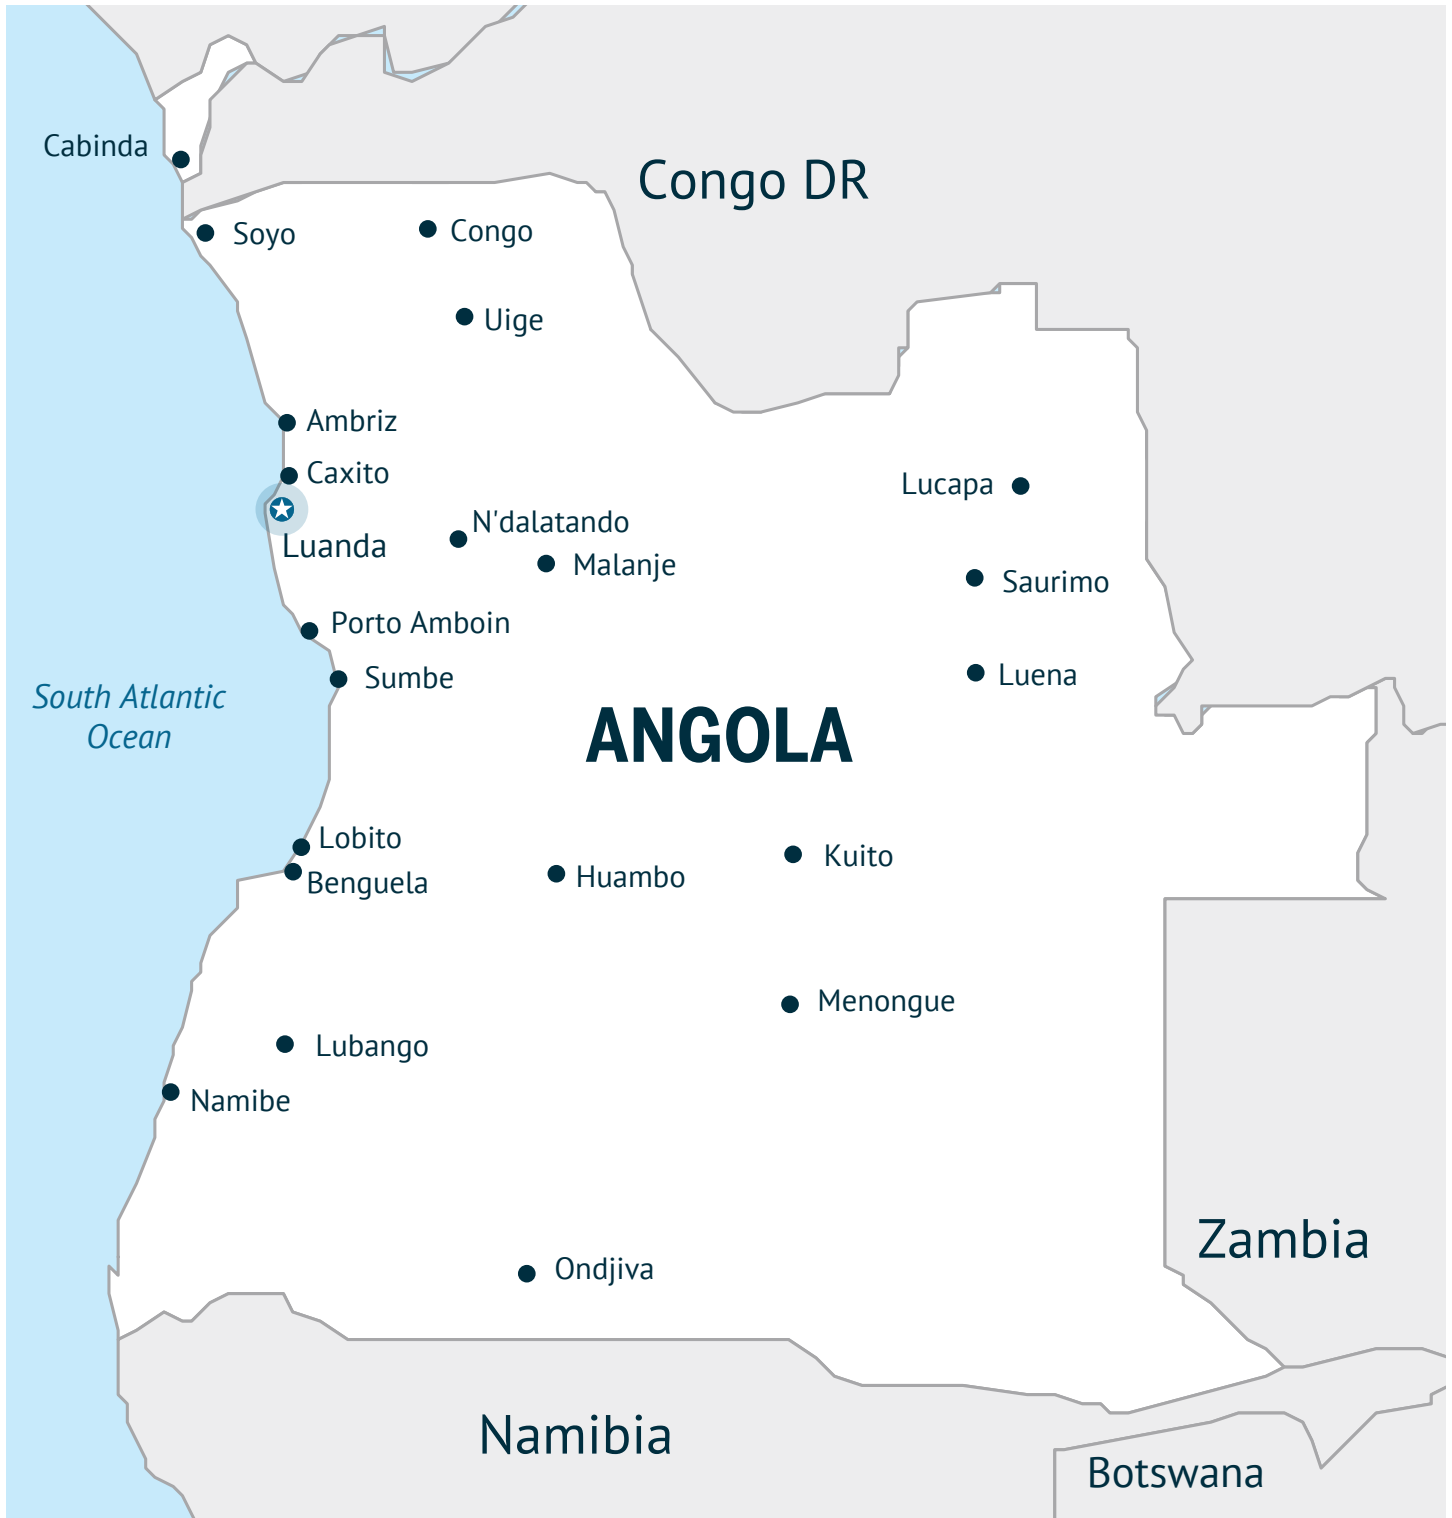 Cabinda
Congo DR
Soyo
Congo
Uige
Ambriz
Caxito
Lucapa
N'dalatando
Luanda
Malanje
Saurimo
Porto Amboin
Luena
Sumbe
South Atlantic
Ocean
ANGOLA
Lobito
Kuito
Huambo
Benguela
Menongue
Lubango
Namibe
Zambia
Ondjiva
Namibia
Botswana